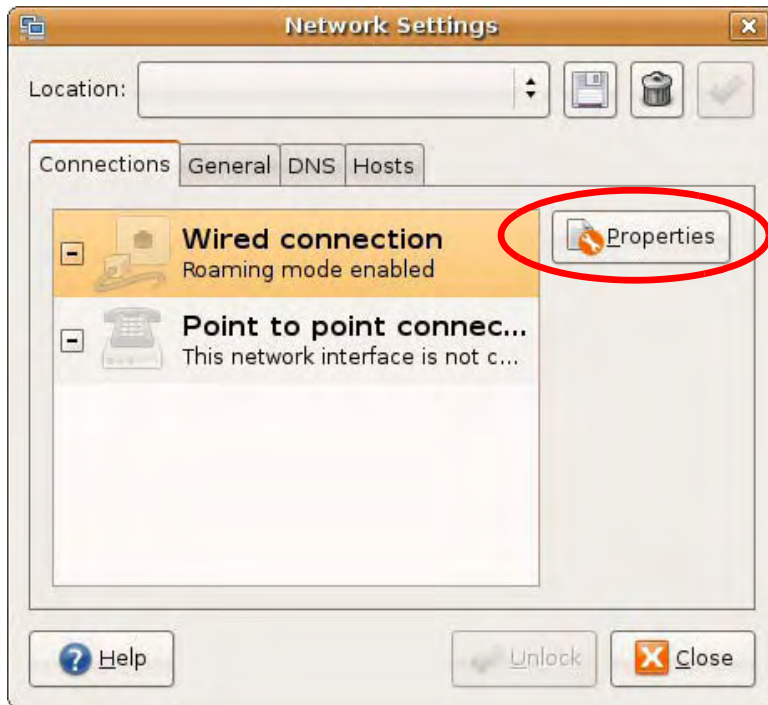 Network Settings
Location:
Connections General DNS Hosts
Wired connection
Roaming mode enabled
Properties
Point to point connec...
This network interface is not c...
Help Unlock Close